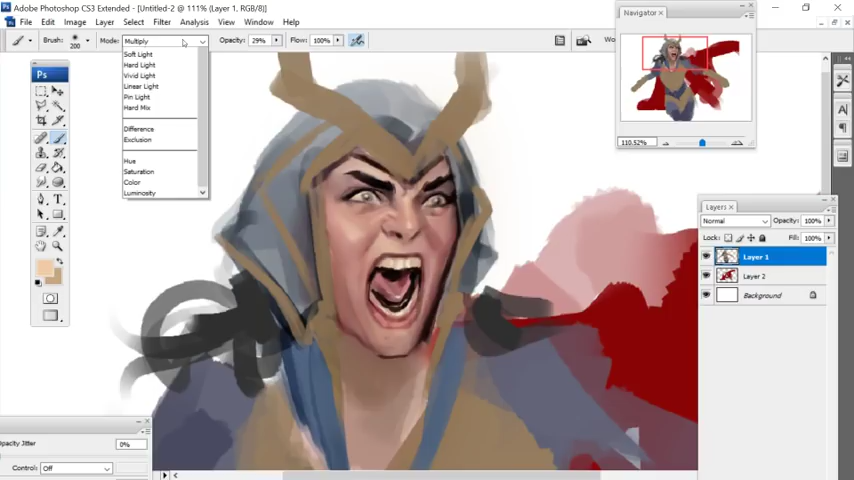 Adobe Photoshop CS3 Extended - [Untitled-2 @ 111% (Layer 1, RGB/8)]
File Edit Image Layer Select Filter Analysis View Window Help
Brush: 200 Mode: Multiply Opacity: 29% Flow: 100%
Soft Light
Hard Light
Vivid Light
Linear Light
Pin Light
Hard Mix
Difference
Exclusion
Hue
Saturation
Color
Luminosity
Ps
Navigator
110.52%
Layers
Normal Opacity: 100%
Lock: Fill: 100%
Layer 1
Layer 2
Background
Opacity Jitter 0%
Control: Off